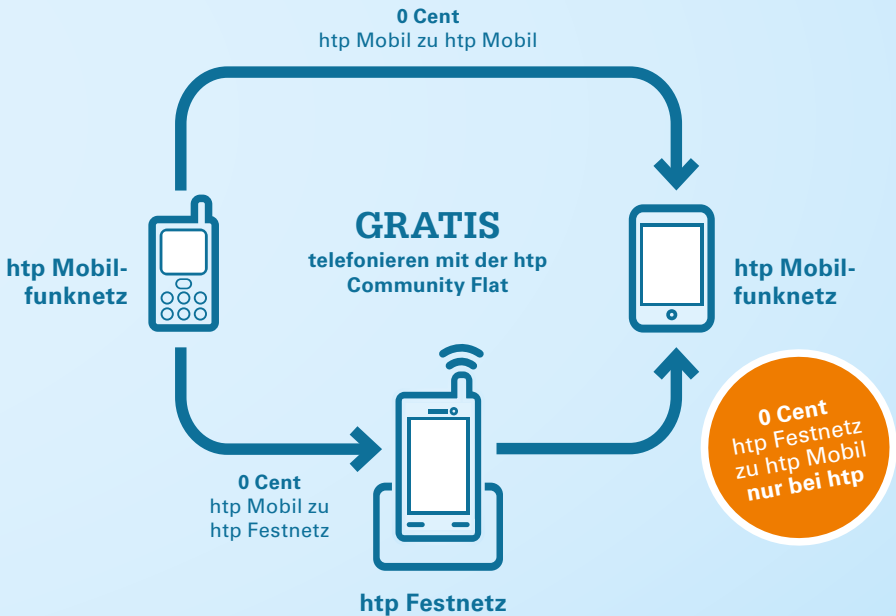 0 Cent
htp Mobil zu htp Mobil
GRATIS
telefonieren mit der htp
Community Flat
htp Mobil-
funknetz
htp Mobil-
funknetz
0 Cent
htp Festnetz
zu htp Mobil
nur bei htp
0 Cent
htp Mobil zu
htp Festnetz
htp Festnetz